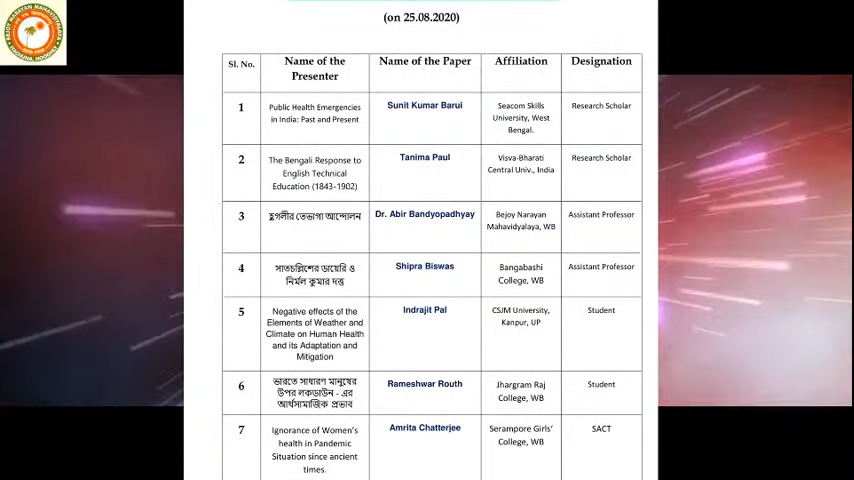 (on 25.08.2020)
Sl. No.
Name of the
Presenter
Name of the Paper
Affiliation
Designation
1
Public Health Emergencies
in India: Past and Present
Sunit Kumar Barui
Seacom Skills
University, West
Bengal.
Research Scholar
2
The Bengali Response to
English Technical
Education (1843-1902)
Tanima Paul
Visva-Bharati
Central Univ., India
Research Scholar
3
হুগলীর তেভাগা আন্দোলন
Dr. Abir Bandyopadhyay
Bejoy Narayan
Mahavidyalaya, WB
Assistant Professor
4
সাতচল্লিশের ডায়েরি ও
নির্মল কুমার দত্ত
Shipra Biswas
Bangabashi
College, WB
Assistant Professor
5
Negative effects of the
Elements of Weather and
Climate on Human Health
and its Adaptation and
Mitigation
Indrajit Pal
CSJM University,
Kanpur, UP
Student
6
ভারতে সাধারণ মানুষের
উপর লকডাউন - এর
আর্থসামাজিক প্রভাব
Rameshwar Routh
Jhargram Raj
College, WB
Student
7
Ignorance of Women's
health in Pandemic
Situation since ancient
times.
Amrita Chatterjee
Serampore Girls'
College, WB
SACT